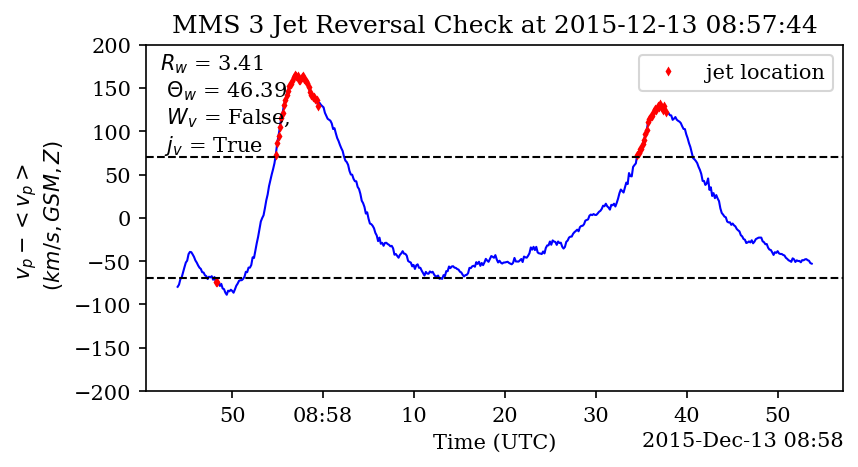 MMS 3 Jet Reversal Check at 2015-12-13 08:57:44
R_w = 3.41
Θ_w = 46.39,
W_v = False,
j_v = True
jet location
v_p − < v_p >
(km/s, GSM, Z)
200
150
100
50
0
−50
−100
−150
−200
50 08:58 10 20 30 40 50
Time (UTC)
2015-Dec-13 08:58